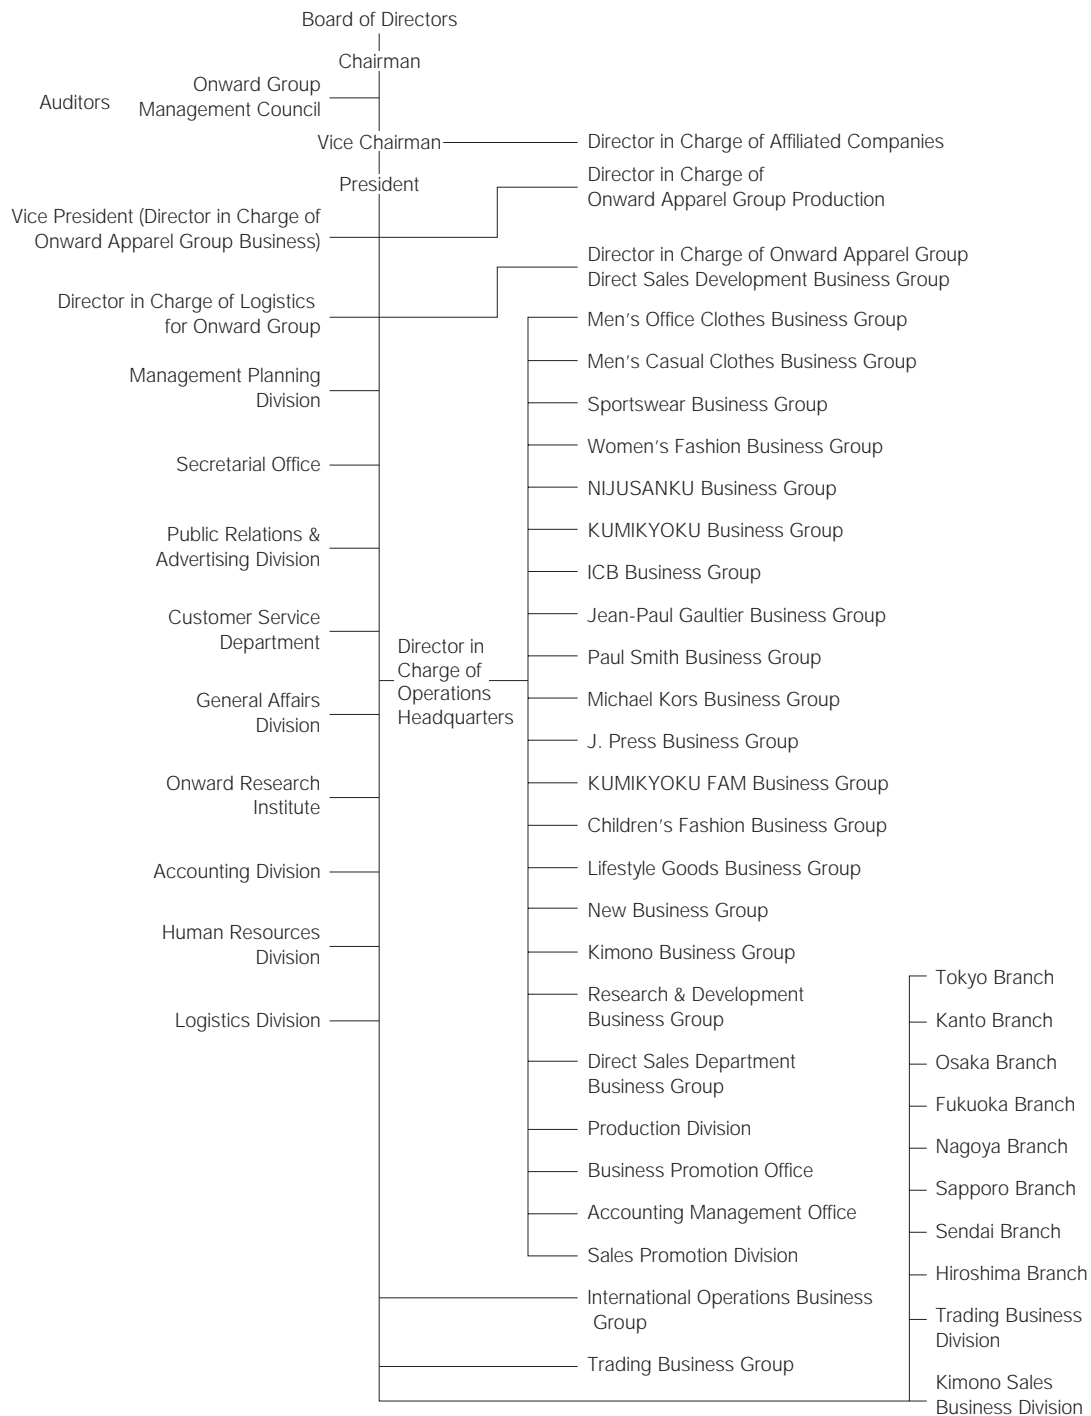 Board of Directors
Chairman
Auditors
Onward Group
Management Council
Vice Chairman
Director in Charge of Affiliated Companies
President
Director in Charge of
Onward Apparel Group Production
Vice President (Director in Charge of
Onward Apparel Group Business)
Director in Charge of Onward Apparel Group
Direct Sales Development Business Group
Director in Charge of Logistics
for Onward Group
Management Planning
Division
Secretarial Office
Public Relations &
Advertising Division
Customer Service
Department
General Affairs
Division
Onward Research
Institute
Accounting Division
Human Resources
Division
Logistics Division
Director in
Charge of
Operations
Headquarters
Men's Office Clothes Business Group
Men's Casual Clothes Business Group
Sportswear Business Group
Women's Fashion Business Group
NIJUSANKU Business Group
KUMIKYOKU Business Group
ICB Business Group
Jean-Paul Gaultier Business Group
Paul Smith Business Group
Michael Kors Business Group
J. Press Business Group
KUMIKYOKU FAM Business Group
Children's Fashion Business Group
Lifestyle Goods Business Group
New Business Group
Kimono Business Group
Research & Development
Business Group
Direct Sales Department
Business Group
Production Division
Business Promotion Office
Accounting Management Office
Sales Promotion Division
International Operations Business
Group
Trading Business Group
Tokyo Branch
Kanto Branch
Osaka Branch
Fukuoka Branch
Nagoya Branch
Sapporo Branch
Sendai Branch
Hiroshima Branch
Trading Business
Division
Kimono Sales
Business Division